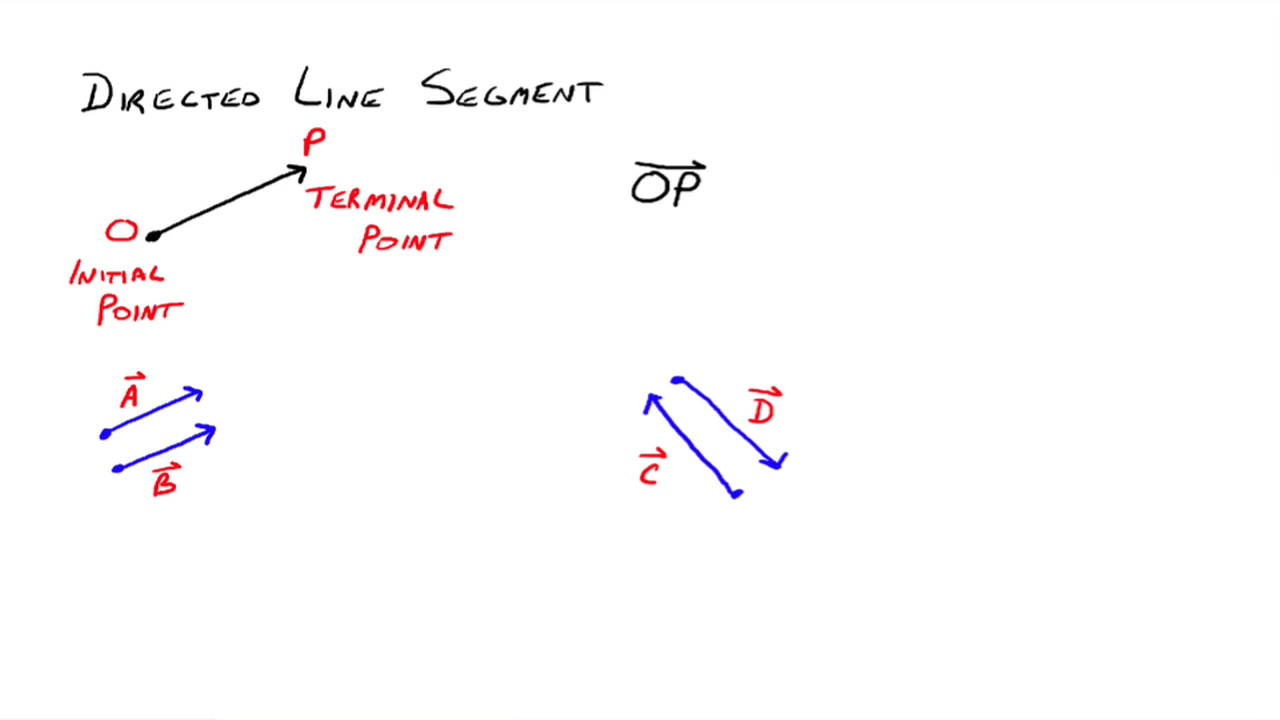 DIRECTED LINE SEGMENT
P
OP
TERMINAL
O
POINT
INITIAL
POINT
A
D
B
C